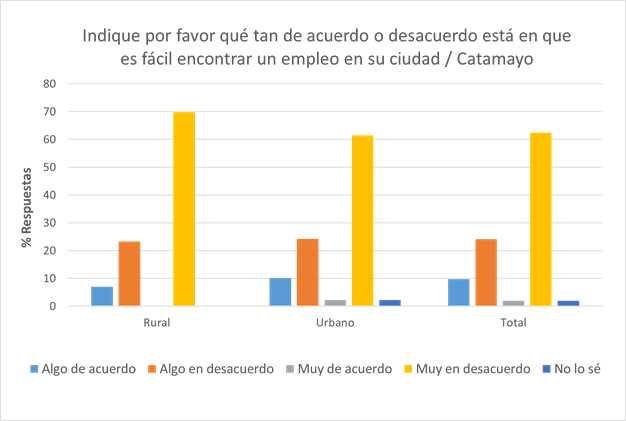 Indique por favor qué tan de acuerdo o desacuerdo está en que
es fácil encontrar un empleo en su ciudad / Catamayo
80
70
60
50
40
30
20
10
0
% Respuestas
Rural
Urbano
Total
Algo de acuerdo
Algo en desacuerdo
Muy de acuerdo
Muy en desacuerdo
No lo sé